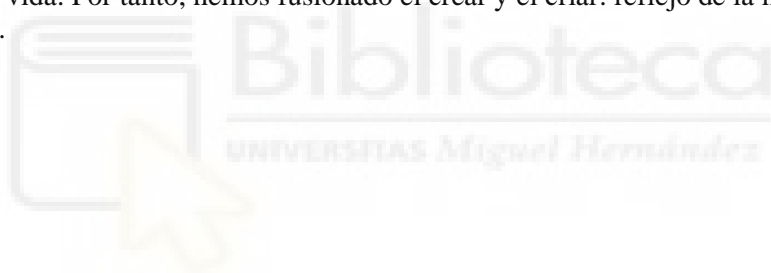 vida. Por tanto, hemos fusionado el crear y el criar: reflejo de la
.
Biblioteca
UNIVERSITAS Miguel Hernández